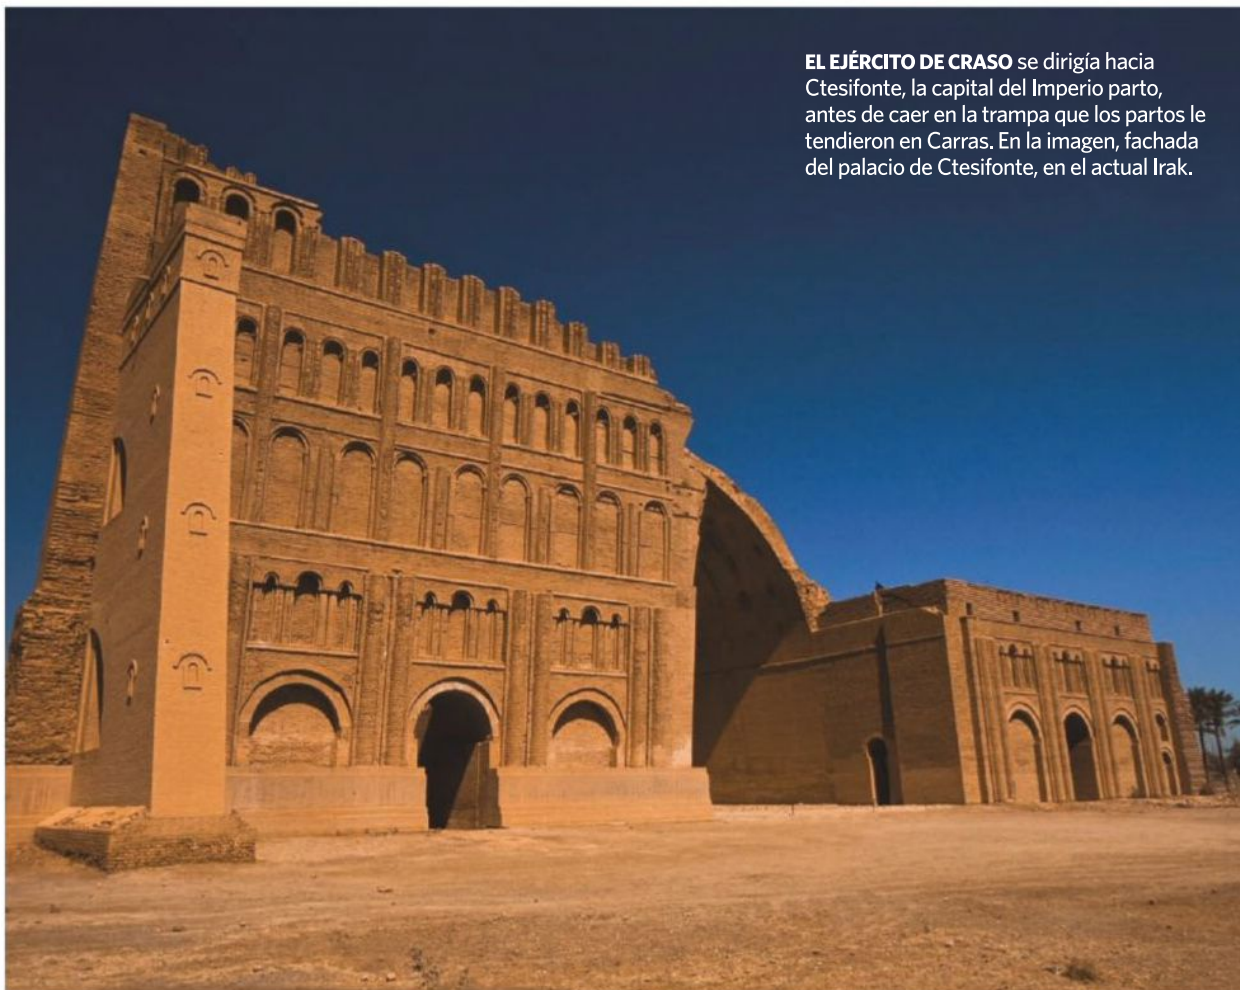 EL EJÉRCITO DE CRASO se dirigía hacia
Ctesifonte, la capital del Imperio parto,
antes de caer en la trampa que los partos le
tendieron en Carras. En la imagen, fachada
del palacio de Ctesifonte, en el actual Irak.